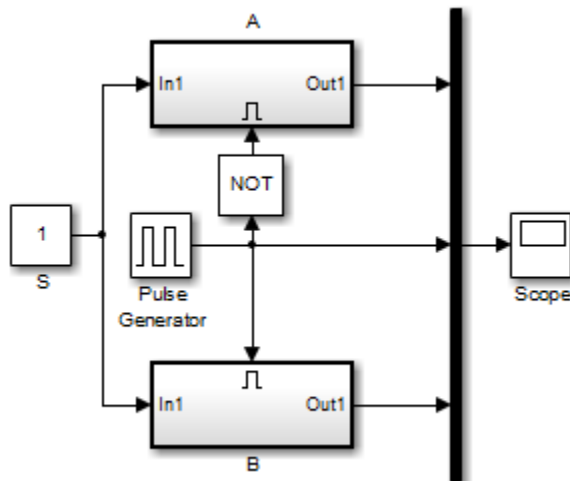 A
In1 Out1
NOT
1
S
Pulse
Generator
Scope
In1 Out1
B